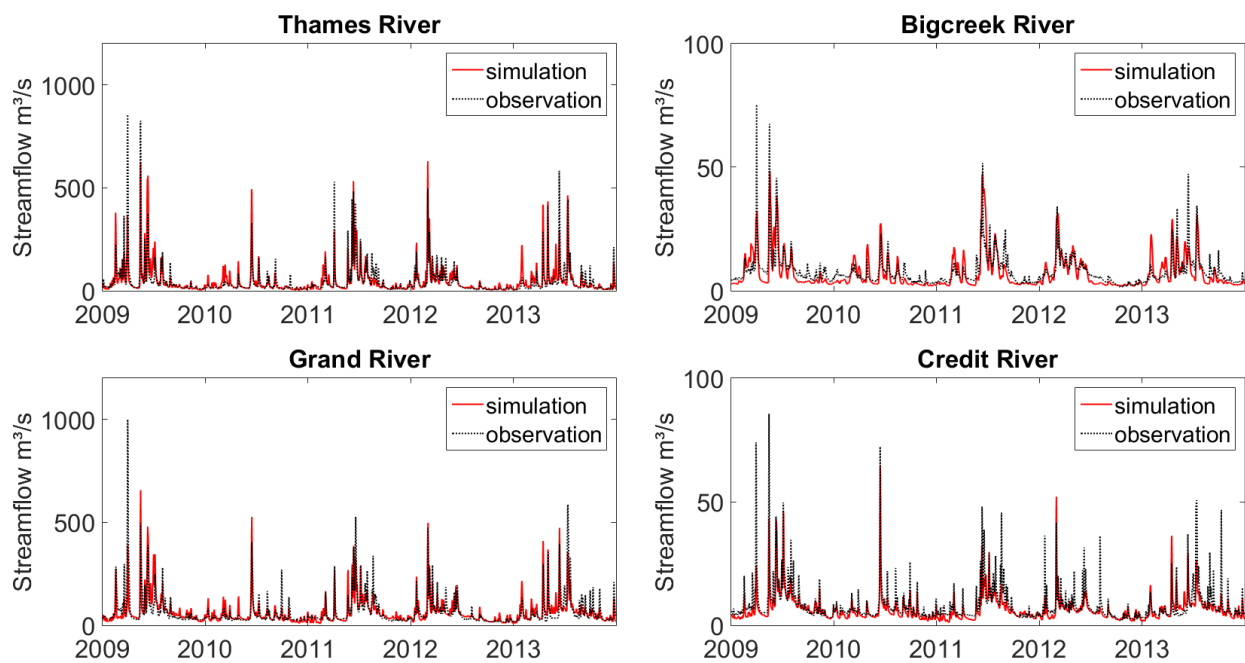 Thames River
Streamflow m³/s
1000
500
0
simulation
observation
2009 2010 2011 2012 2013
Bigcreek River
Streamflow m³/s
100
50
0
simulation
observation
2009 2010 2011 2012 2013
Grand River
Streamflow m³/s
1000
500
0
simulation
observation
2009 2010 2011 2012 2013
Credit River
Streamflow m³/s
100
50
0
simulation
observation
2009 2010 2011 2012 2013